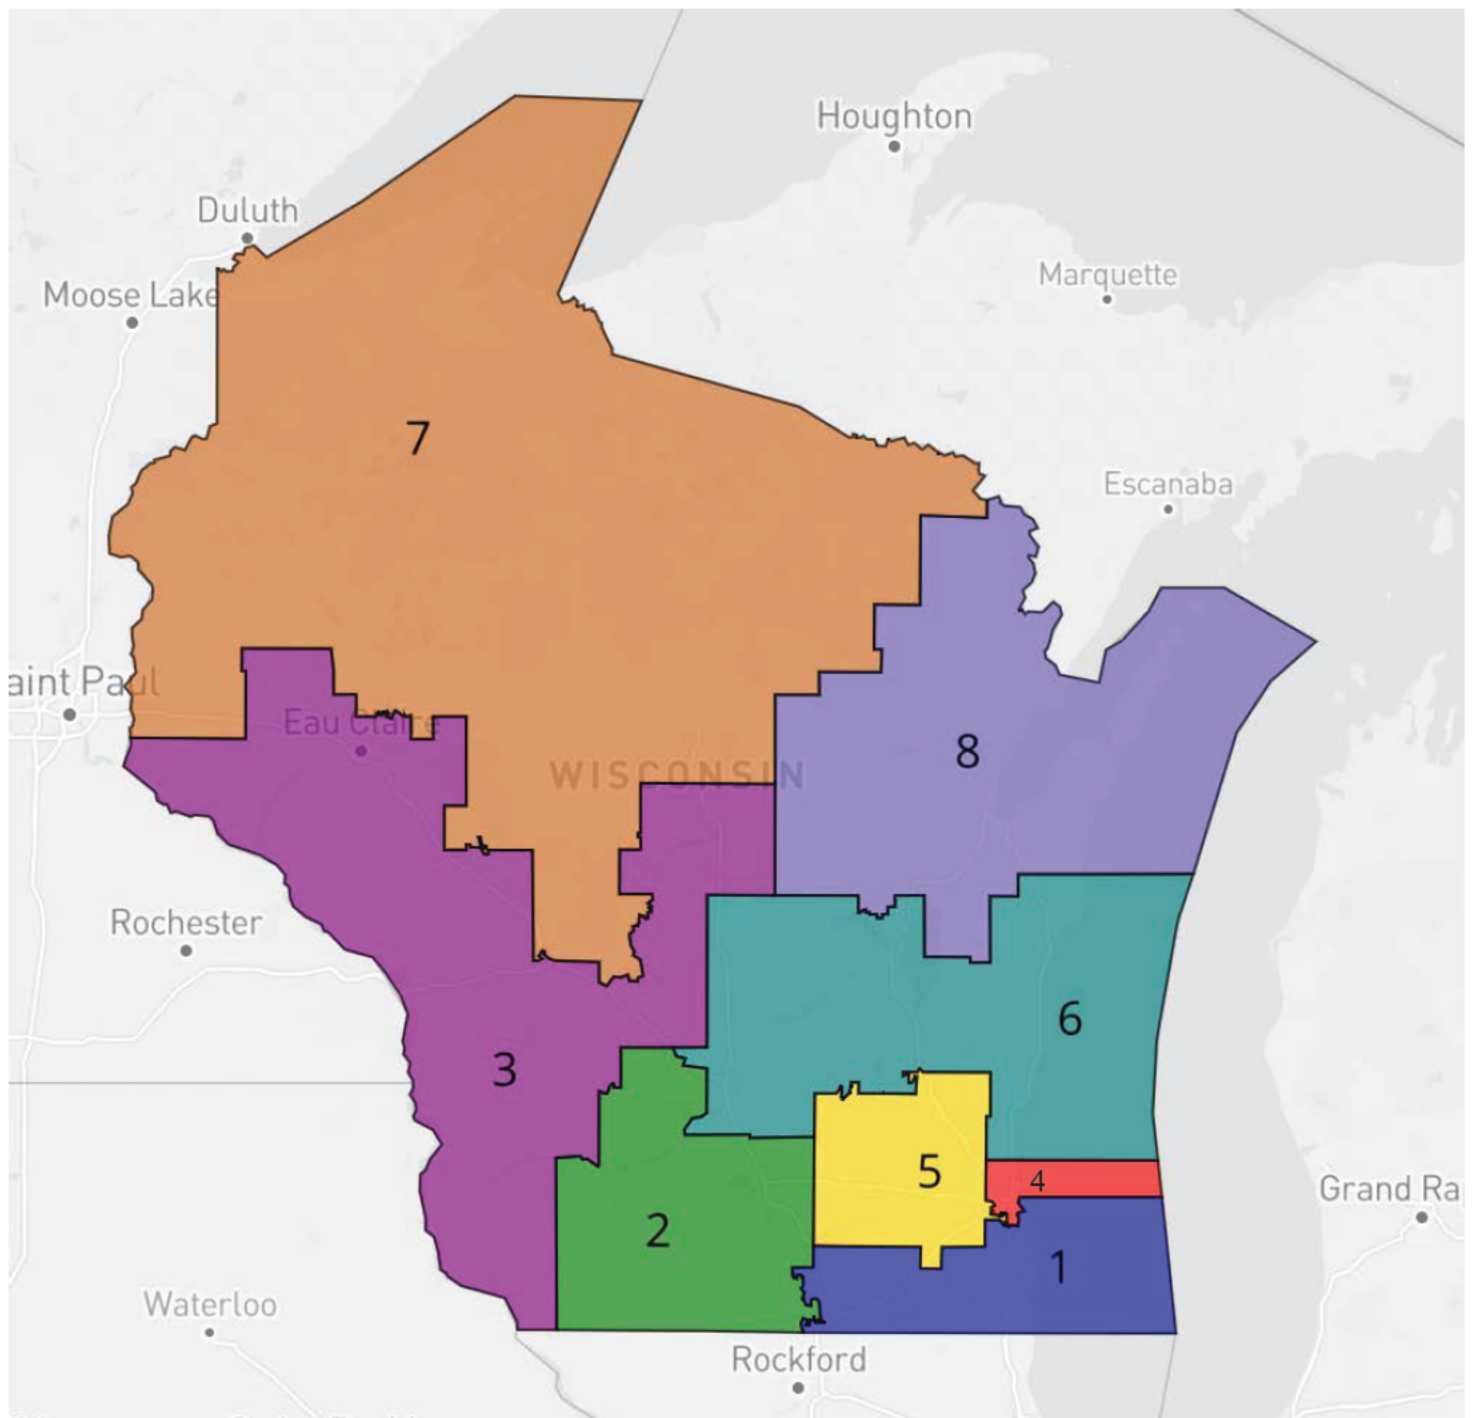 Houghton
Duluth
Marquette
Moose Lake
7
Escanaba
aint Paul
Eau Claire
8
WISCONSIN
Rochester
6
3
5
4
Grand Ra
2
1
Waterloo
Rockford